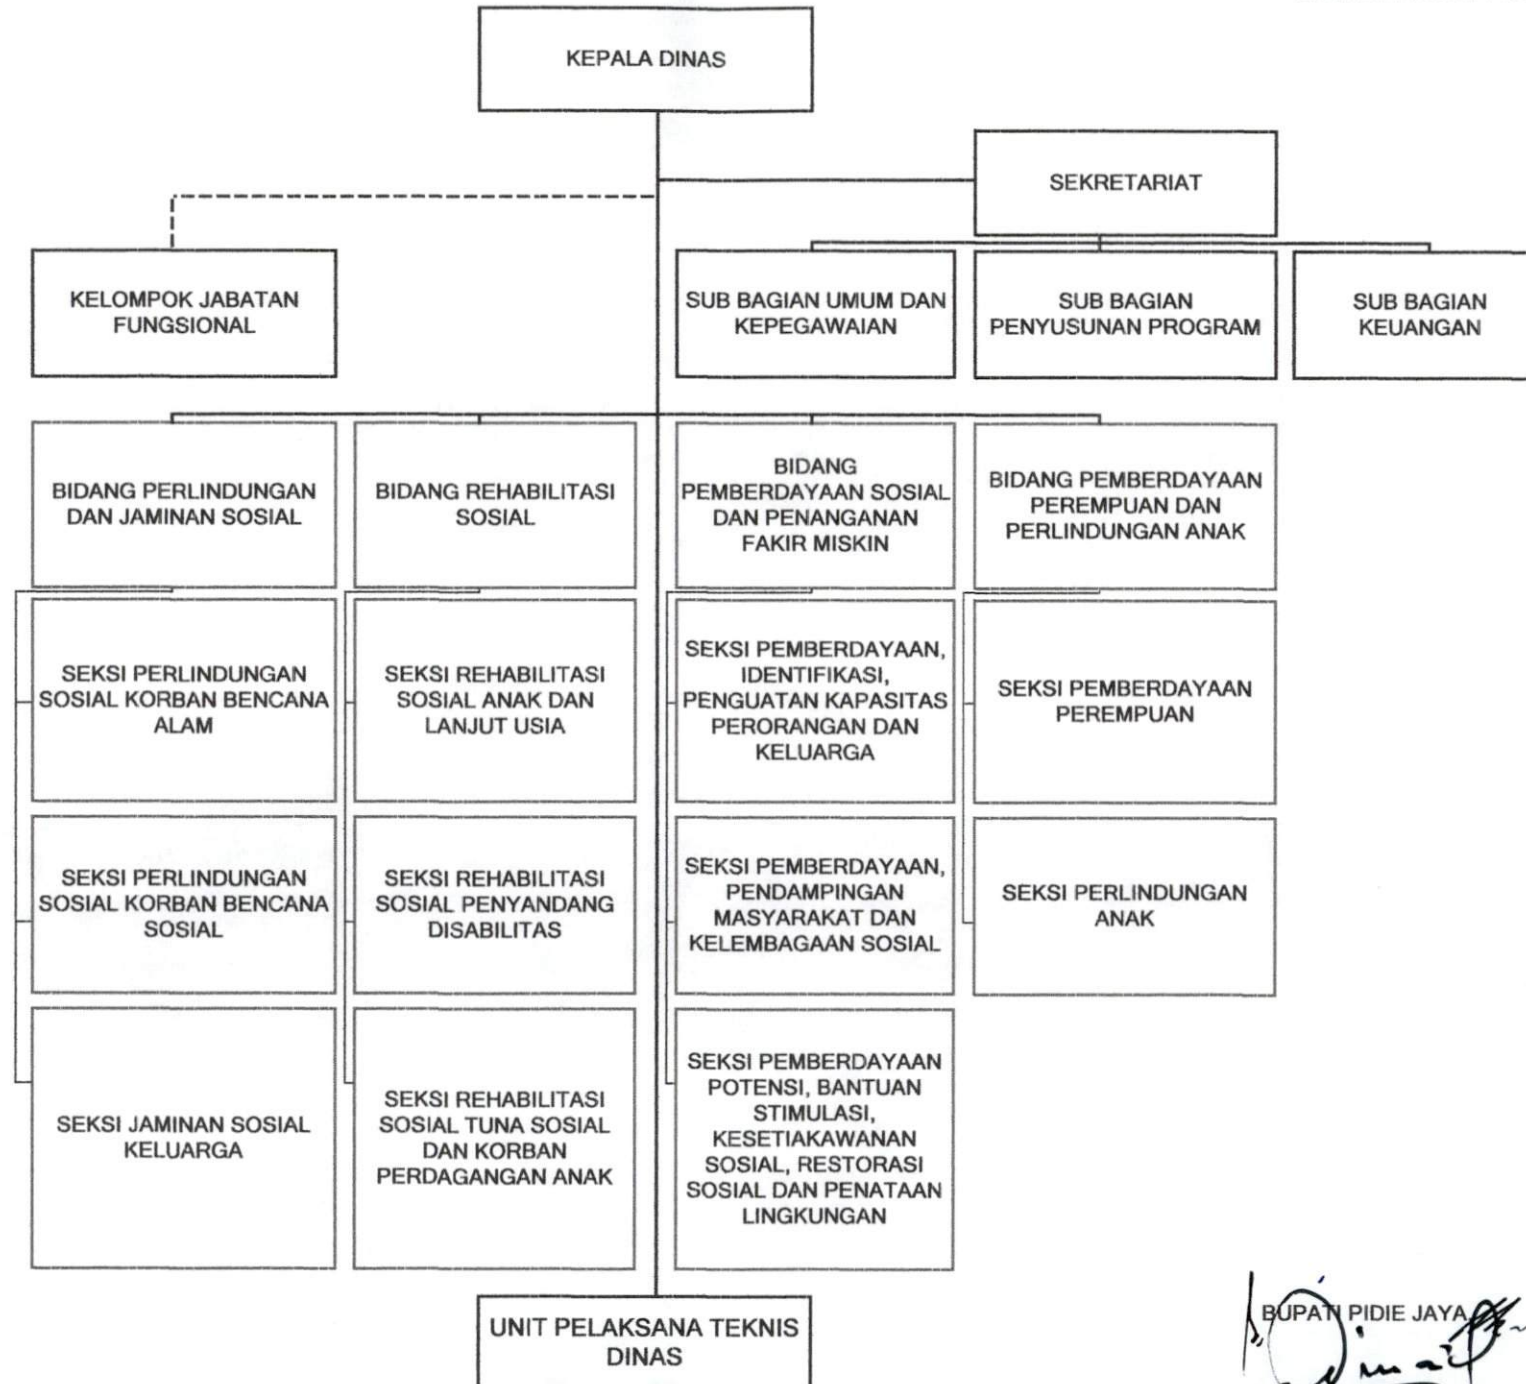 KEPALA DINAS
SEKRETARIAT
KELOMPOK JABATAN
FUNGSIONAL
SUB BAGIAN UMUM DAN
KEPEGAWAIAN
SUB BAGIAN
PENYUSUNAN PROGRAM
SUB BAGIAN
KEUANGAN
BIDANG PERLINDUNGAN
DAN JAMINAN SOSIAL
BIDANG REHABILITASI
SOSIAL
BIDANG
PEMBERDAYAAN SOSIAL
DAN PENANGANAN
FAKIR MISKIN
BIDANG PEMBERDAYAAN
PEREMPUAN DAN
PERLINDUNGAN ANAK
SEKSI PERLINDUNGAN
SOSIAL KORBAN BENCANA
ALAM
SEKSI REHABILITASI
SOSIAL ANAK DAN
LANJUT USIA
SEKSI PEMBERDAYAAN,
IDENTIFIKASI,
PENGUATAN KAPASITAS
PERORANGAN DAN
KELUARGA
SEKSI PEMBERDAYAAN
PEREMPUAN
SEKSI PERLINDUNGAN
SOSIAL KORBAN BENCANA
SOSIAL
SEKSI REHABILITASI
SOSIAL PENYANDANG
DISABILITAS
SEKSI PEMBERDAYAAN,
PENDAMPINGAN
MASYARAKAT DAN
KELEMBAGAAN SOSIAL
SEKSI PERLINDUNGAN
ANAK
SEKSI JAMINAN SOSIAL
KELUARGA
SEKSI REHABILITASI
SOSIAL TUNA SOSIAL
DAN KORBAN
PERDAGANGAN ANAK
SEKSI PEMBERDAYAAN
POTENSI, BANTUAN
STIMULASI,
KESETIAKAWANAN
SOSIAL, RESTORASI
SOSIAL DAN PENATAAN
LINGKUNGAN
UNIT PELAKSANA TEKNIS
DINAS
BUPATI PIDIE JAYA